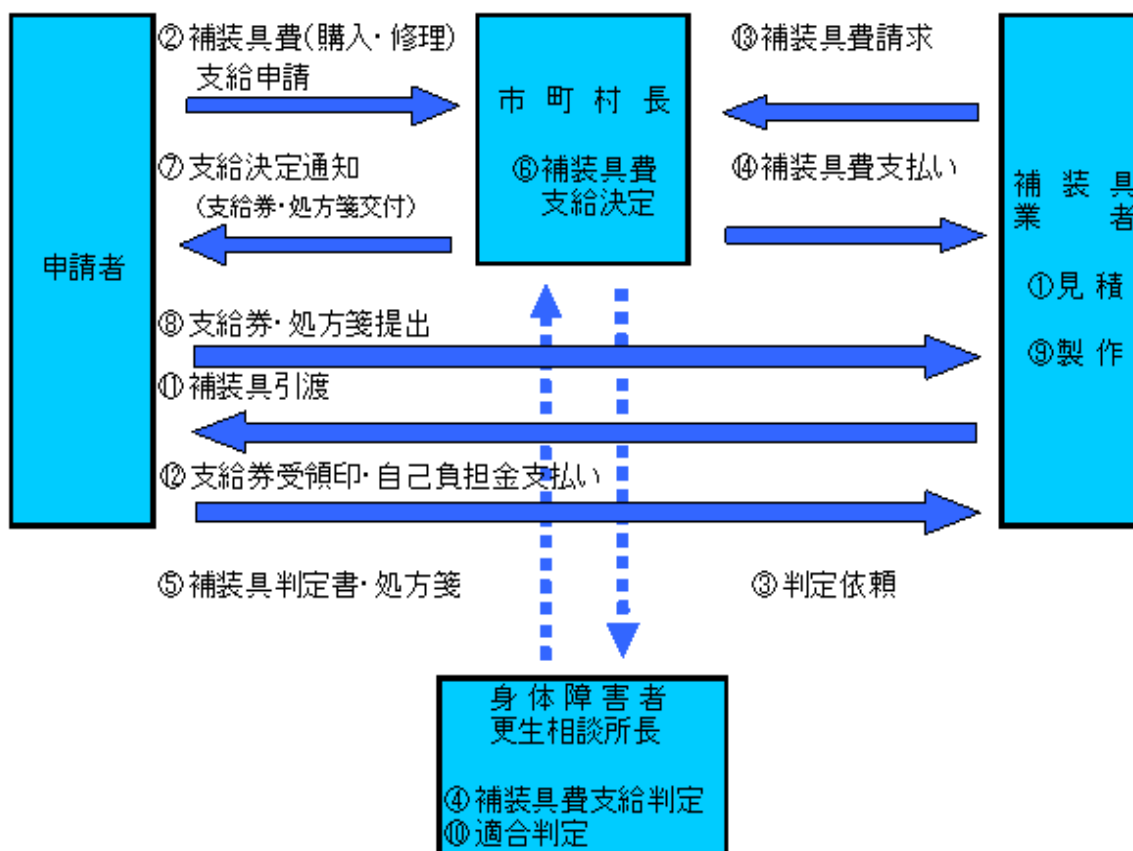 ②補装具費(購入・修理)
支給申請
⑬補装具費請求
市町村長
⑥補装具費
支給決定
⑦支給決定通知
(支給券・処方箋交付)
⑭補装具費支払い
補装具
業者
①見積
⑨製作
申請者
⑧支給券・処方箋提出
⑪補装具引渡
⑫支給券受領印・自己負担金支払い
⑤補装具判定書・処方箋
③判定依頼
身体障害者
更生相談所長
④補装具費支給判定
⑩適合判定